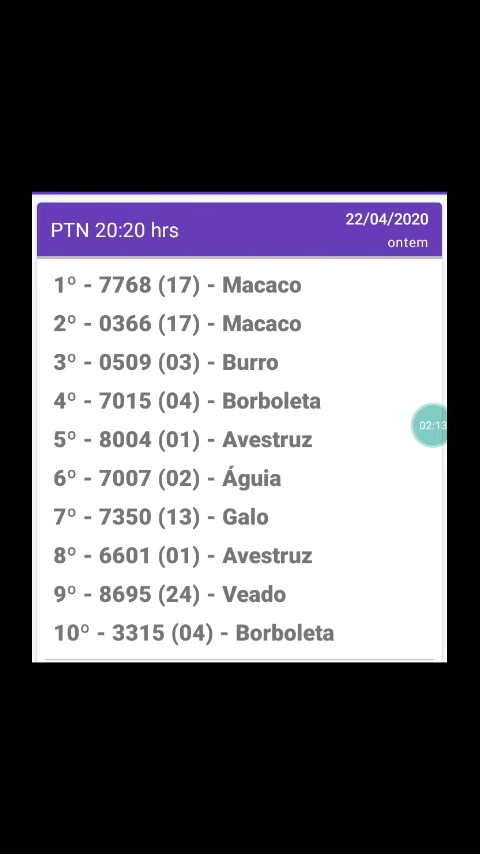 PTN 20:20 hrs
22/04/2020
ontem
1º - 7768 (17) - Macaco
2º - 0366 (17) - Macaco
3º - 0509 (03) - Burro
4º - 7015 (04) - Borboleta
02:13
5º - 8004 (01) - Avestruz
6º - 7007 (02) - Águia
7º - 7350 (13) - Galo
8º - 6601 (01) - Avestruz
9º - 8695 (24) - Veado
10º - 3315 (04) - Borboleta